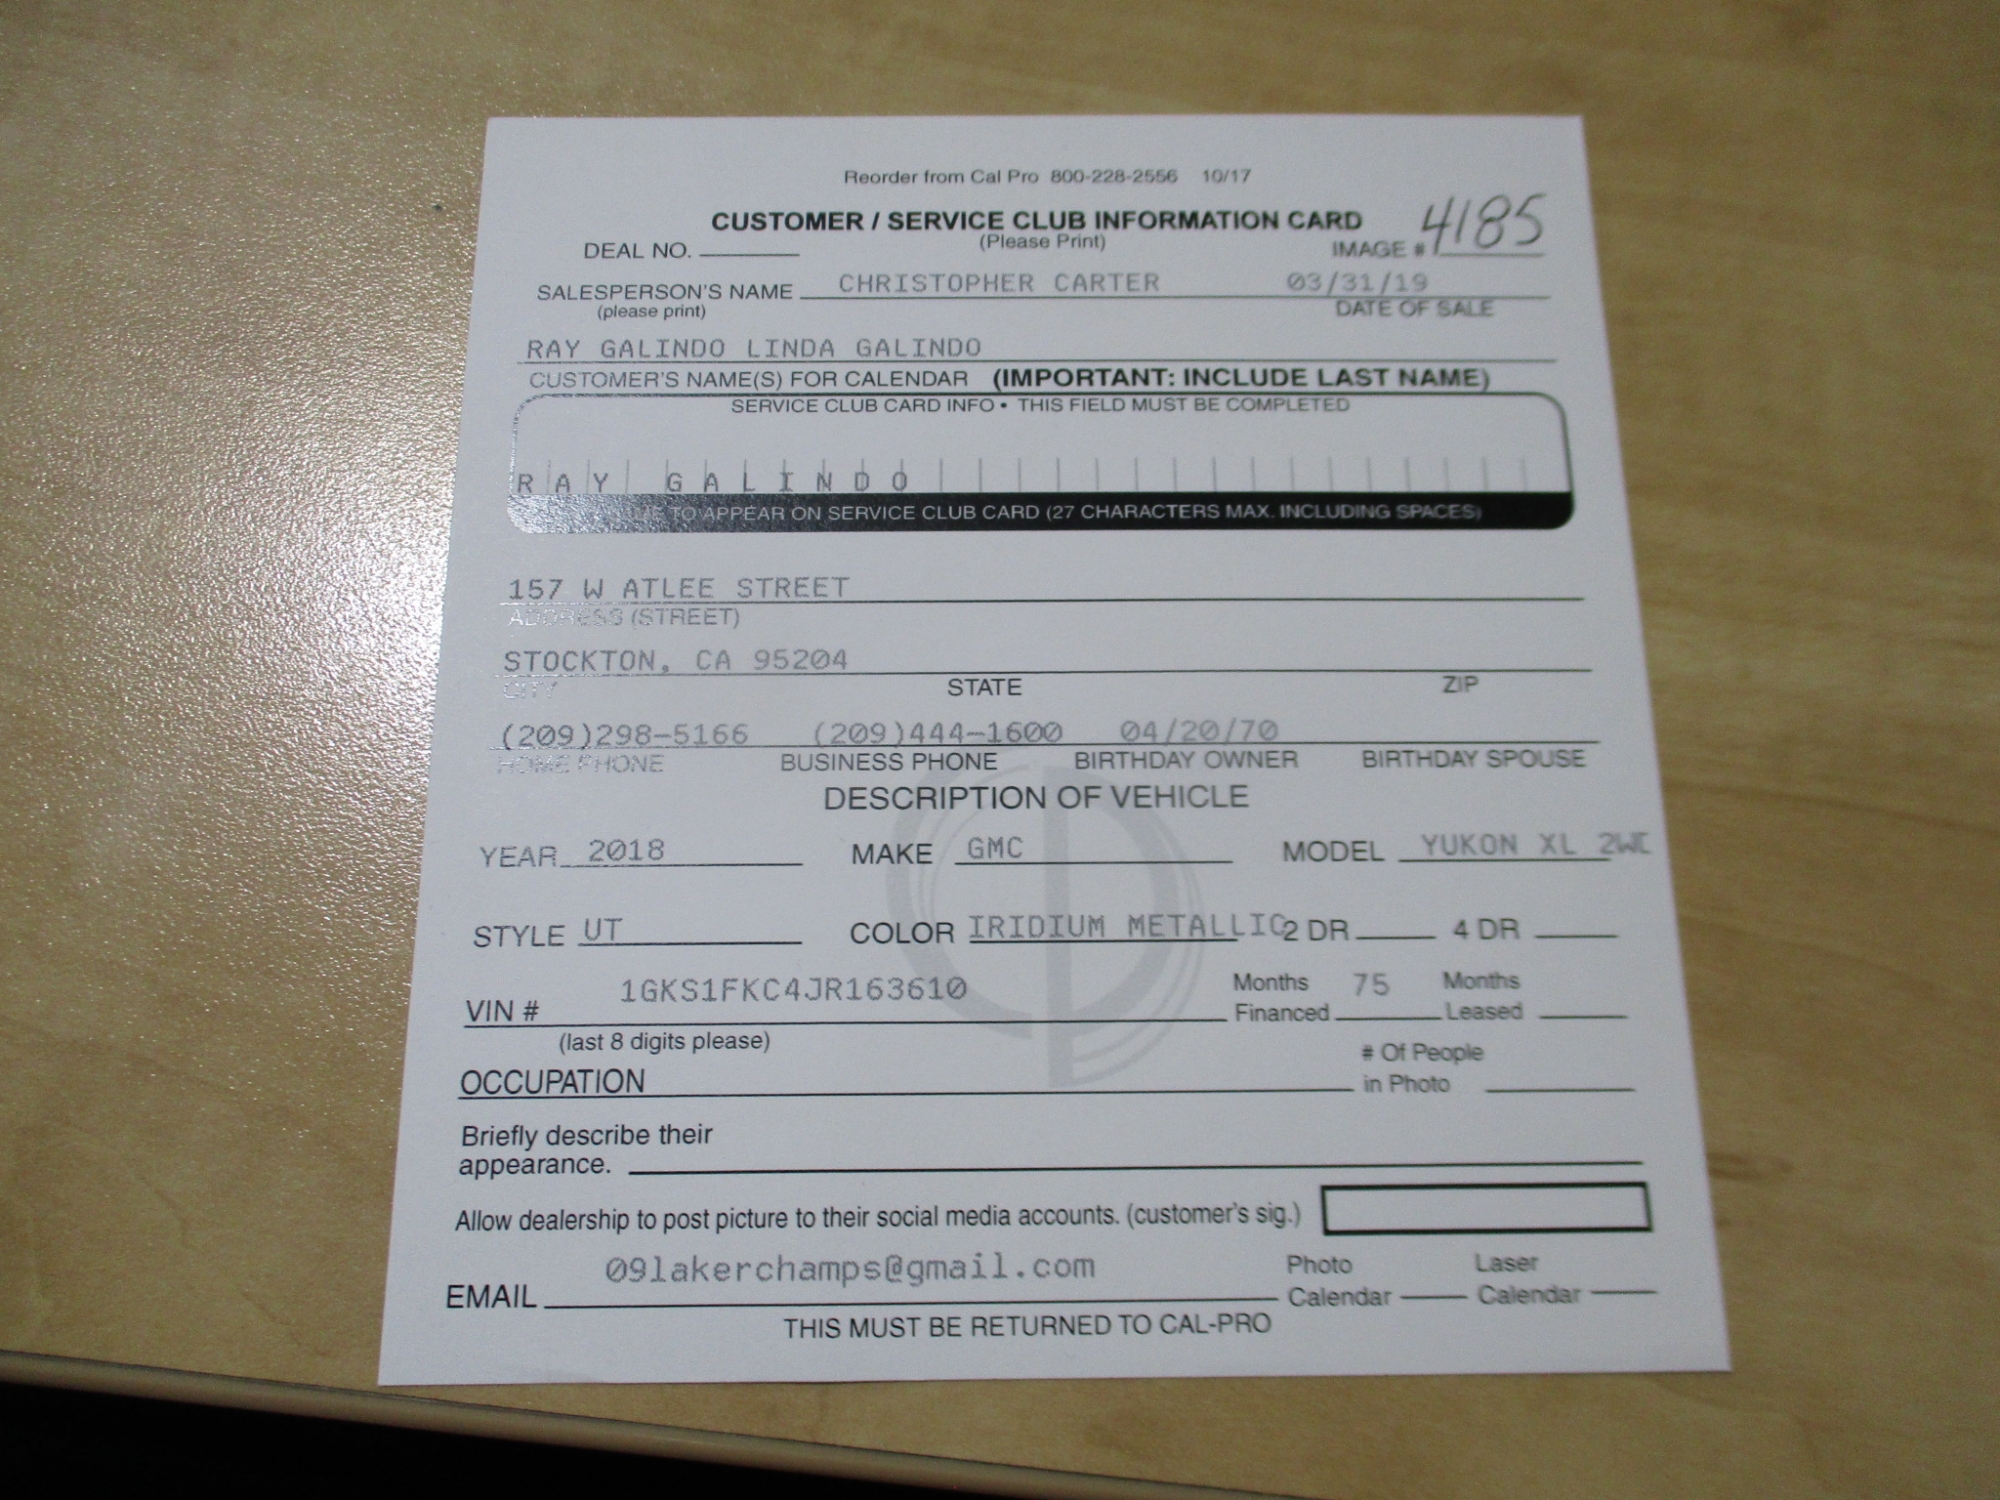 Reorder from Cal Pro 800-228-2556 10/17
CUSTOMER / SERVICE CLUB INFORMATION CARD
(Please Print)
DEAL NO. IMAGE # 4185
SALESPERSON'S NAME CHRISTOPHER CARTER 03/31/19
(please print) DATE OF SALE
RAY GALINDO LINDA GALINDO
CUSTOMER'S NAME(S) FOR CALENDAR (IMPORTANT: INCLUDE LAST NAME)
SERVICE CLUB CARD INFO • THIS FIELD MUST BE COMPLETED
RAY GALINDO
TO APPEAR ON SERVICE CLUB CARD (27 CHARACTERS MAX. INCLUDING SPACES)
157 W ATLEE STREET
ADDRESS (STREET)
STOCKTON, CA 95204
CITY STATE ZIP
(209)298-5166 (209)444-1600 04/20/70
HOME PHONE BUSINESS PHONE BIRTHDAY OWNER BIRTHDAY SPOUSE
DESCRIPTION OF VEHICLE
YEAR 2018 MAKE GMC MODEL YUKON XL
STYLE UT COLOR IRIDIUM METALLIC 2 DR 4 DR
VIN # 1GKS1FKC4JR163610 Months Financed 75 Months Leased
(last 8 digits please)
OCCUPATION # Of People in Photo
Briefly describe their
appearance.
Allow dealership to post picture to their social media accounts. (customer's sig.)
EMAIL 09lakerchamps@gmail.com Photo Calendar Laser Calendar
THIS MUST BE RETURNED TO CAL-PRO